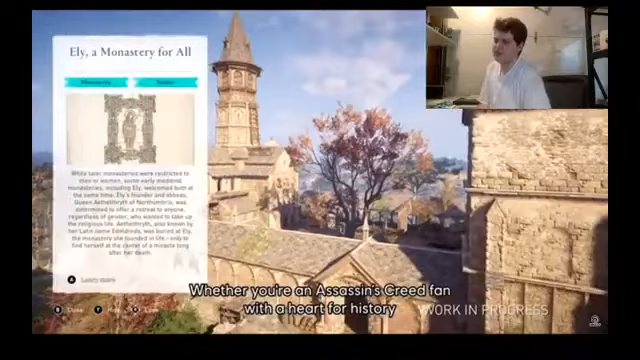 Ely, a Monastery for All
While later monasteries were restricted to
men or women, some early medieval
monasteries, including Ely, welcomed both at
the same time. Ely's founder and abbess,
Queen Aethelthryth of Northumbria, was
determined to offer a retreat to anyone,
regardless of gender, who wanted to take up
the religious life. Aethelthryth, also known by
her Latin name Etheldreda, was buried at Ely,
the monastery she founded in life - only to
find herself at the center of a miracle long
after her death.
A Learn more
B Close
Y Hide
Whether you're an Assassin's Creed fan
with a heart for history
WORK IN PROGRESS